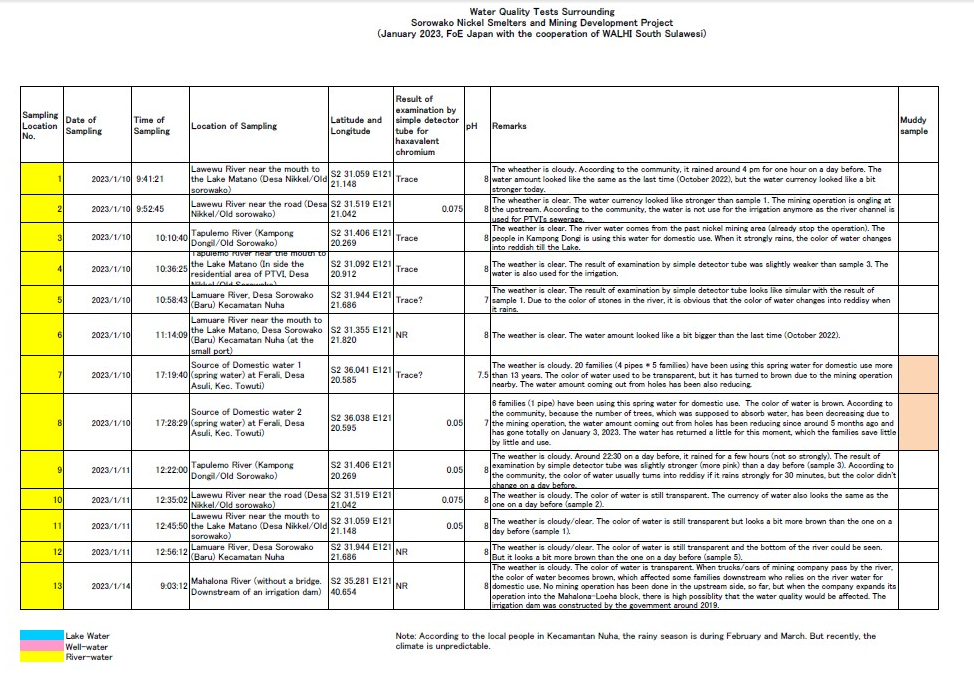 Water Quality Tests Surrounding
Sorowako Nickel Smelters and Mining Development Project
(January 2023, FoE Japan with the cooperation of WALHI South Sulawesi)
Sampling Location No.
Date of Sampling
Time of Sampling
Location of Sampling
Latitude and Longitude
Result of examination by simple detector tube for haxavalent chromium
pH
Remarks
Muddy sample
1
2023/1/10
9:41:21
Lawewu River near the mouth to
the Lake Matano (Desa Nikkel/Old
sorowako)
S2 31.059 E121
21.148
Trace
8
The wheather is cloudy. According to the community, it rained around 4 pm for one hour on a day before. The
water amount looked like the same as the last time (October 2022), but the water currency looked like a bit
stronger today.
2
2023/1/10
9:52:45
Lawewu River near the road (Desa
Nikkel/Old sorowako)
S2 31.519 E121
21.042
0.075
8
The wheather is clear. The water currency looked like stronger than sample 1. The mining operation is ongling at
the upstream. According to the community, the water is not use for the irrigation anymore as the river channel is
used for PTVI's sewerage.
3
2023/1/10
10:10:40
Tapulemo River (Kampong
Dongil/Old Sorowako)
S2 31.406 E121
20.269
Trace
8
The weather is clear. The river water comes from the past nickel mining area (already stop the operation). The
people in Kampong Dongi is using this water for domestic use. When it strongly rains, the color of water changes
into reddish till the Lake.
4
2023/1/10
10:36:25
Tapulemo River near the mouth to
the Lake Matano (In side the
residential area of PTVI, Desa
Nikkel/Old Sorowako)
S2 31.092 E121
20.912
Trace
8
The weather is clear. The result of examination by simple detector tube was slightly weaker than sample 3. The
water is also used for the irrigation.
5
2023/1/10
10:58:43
Lamuare River, Desa Sorowako
(Baru) Kecamatan Nuha
S2 31.944 E121
21.686
Trace?
7
The weather is clear. The result of examination by simple detector tube looks like simular with the result of
sample 1. Due to the color of stones in the river, it is obvious that the color of water changes into reddisy when
it rains.
6
2023/1/10
11:14:09
Lamuare River near the mouth to
the Lake Matano, Desa Sorowako
(Baru) Kecamatan Nuha (at the
small port)
S2 31.355 E121
21.820
NR
8
The weather is clear. The water amount looked like a bit bigger than the last time (October 2022).
7
2023/1/10
17:19:40
Source of Domestic water 1
(spring water) at Ferali, Desa
Asuli, Kec. Towuti)
S2 36.041 E121
20.585
Trace?
7.5
The weather is cloudy. 20 families (4 pipes * 5 families) have been using this spring water for domestic use more
than 13 years. The color of water used to be transparent, but it has turned to brown due to the mining operation
nearby. The water amount coming out from holes has been also reducing.
8
2023/1/10
17:28:29
Source of Domestic water 2
(spring water) at Ferali, Desa
Asuli, Kec. Towuti)
S2 36.038 E121
20.595
0.05
7
6 families (1 pipe) have been using this spring water for domestic use. The color of water is brown. According to
the community, because the number of trees, which was supposed to absorb water, has been decreasing due to
the mining operation, the water amount coming out from holes has been reducing since around 5 months ago and
has gone totally on January 3, 2023. The water has returned a little for this moment, which the families save little
by little and use.
9
2023/1/11
12:22:00
Tapulemo River (Kampong
Dongil/Old Sorowako)
S2 31.406 E121
20.269
0.05
8
The weather is cloudy. Around 22:30 on a day before, it rained for a few hours (not so strongly). The result of
examination by simple detector tube was slightly stronger (more pink) than a day before (sample 3). According to
the community, the color of water usually turns into reddisy if it rains strongly for 30 minutes, but the color didn't
change on a day before.
10
2023/1/11
12:35:02
Lawewu River near the road (Desa
Nikkel/Old sorowako)
S2 31.519 E121
21.042
0.075
8
The weather is cloudy. The color of water is still transparent. The currency of water also looks the same as the
one on a day before (sample 2).
11
2023/1/11
12:45:50
Lawewu River near the mouth to
the Lake Matano (Desa Nikkel/Old
sorowako)
S2 31.059 E121
21.148
0.05
8
The weather is cloudy/clear. The color of water is still transparent but looks a bit more brown than the one on a
day before (sample 1).
12
2023/1/11
12:56:12
Lamuare River, Desa Sorowako
(Baru) Kecamatan Nuha
S2 31.944 E121
21.686
NR
8
The weather is cloudy/clear. The color of water is still transparent and the bottom of the river could be seen.
But it looks a bit more brown than the one on a day before (sample 5).
13
2023/1/14
9:03:12
Mahalona River (without a bridge.
Downstream of an irrigation dam)
S2 35.281 E121
40.654
NR
8
The weather is cloudy. The color of water is transparent. When trucks/cars of mining company pass by the river,
the color of water becomes brown, which affected some families downstream who relies on the river water for
domestic use. No mining operation has been done in the upstream side, so far, but when the company expands its
operation into the Mahalona-Loeha block, there is high possiblity that the water quality would be affected. The
irrigation dam was constructed by the government around 2019.
Lake Water
Well-water
River-water
Note: According to the local people in Kecamantan Nuha, the rainy season is during February and March. But recently, the
climate is unpredictable.